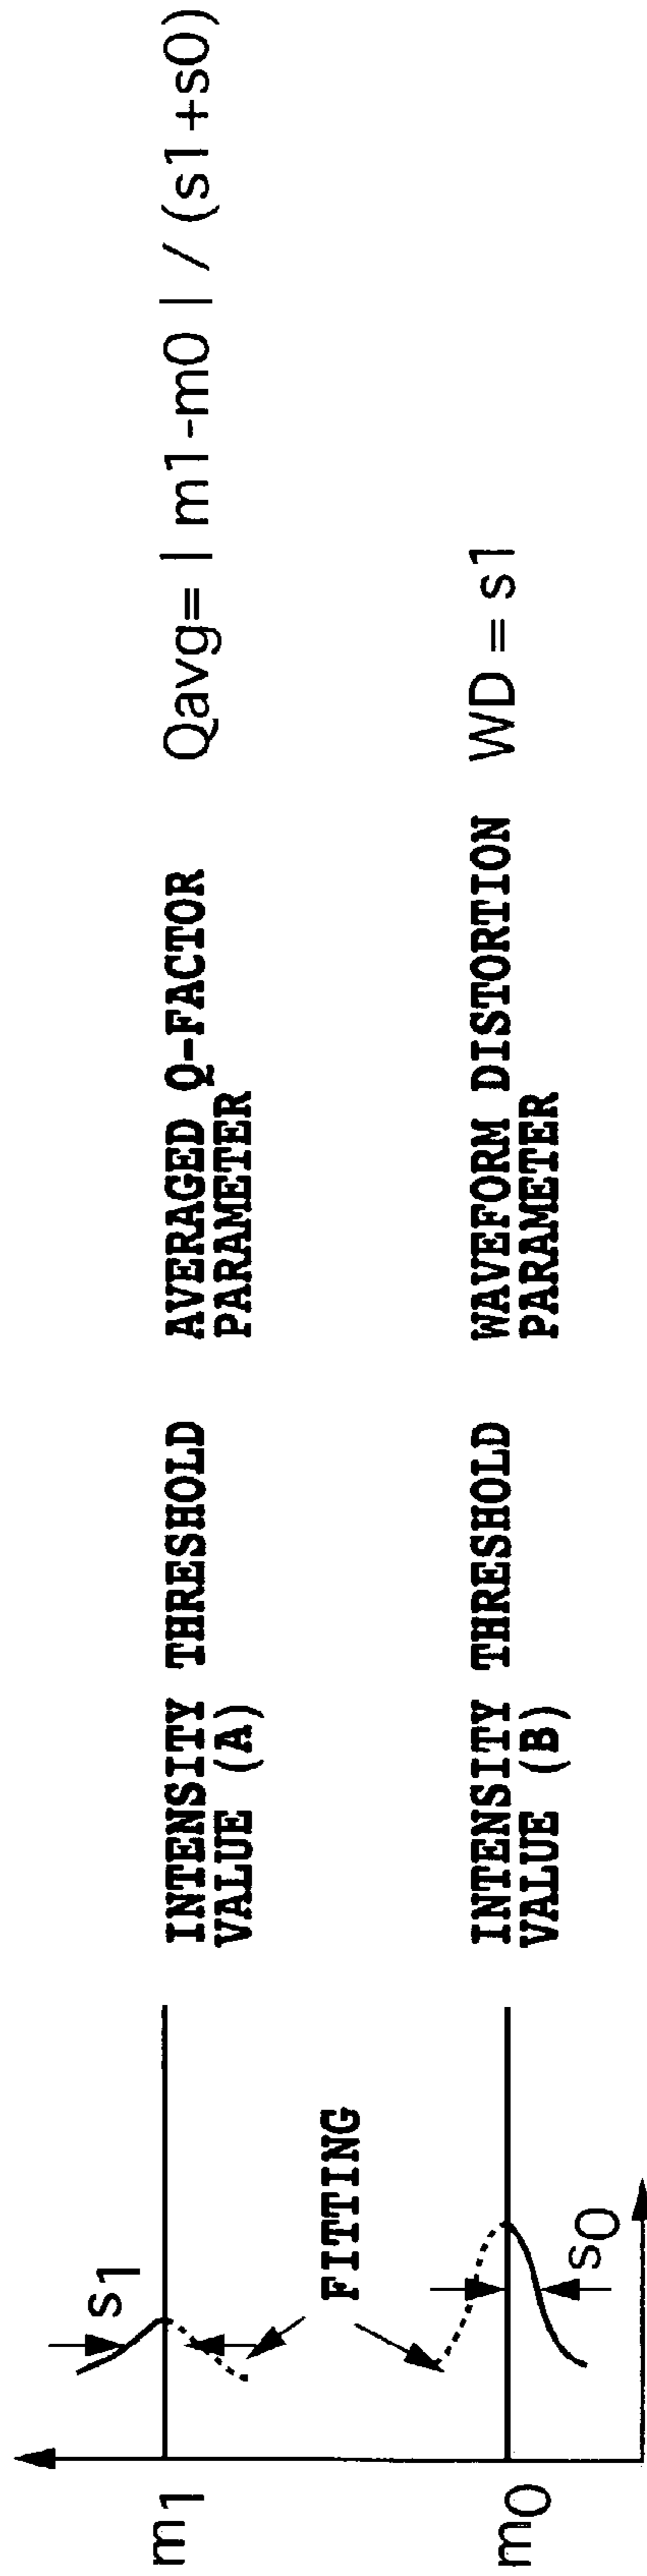 m1
s1
INTENSITY THRESHOLD
VALUE (A)
AVERAGED Q-FACTOR
PARAMETER
Qavg= | m1-m0 | / (s1+s0)
FITTING
m0
s0
INTENSITY THRESHOLD
VALUE (B)
WAVEFORM DISTORTION
PARAMETER
WD = s1